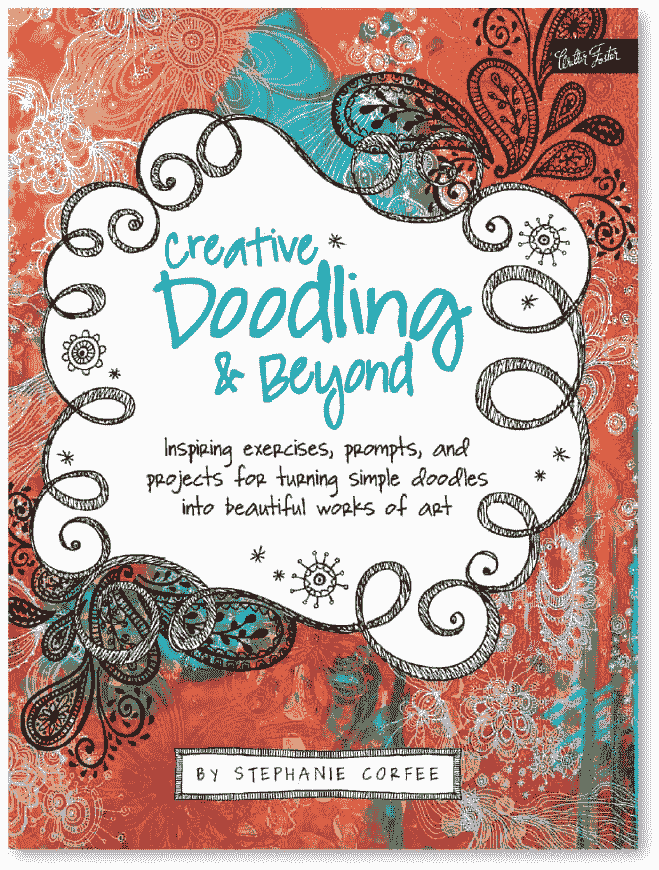 Walter Foster
Creative
Doodling
& Beyond
Inspiring exercises, prompts, and
projects for turning simple doodles
into beautiful works of art
BY STEPHANIE CORFEE